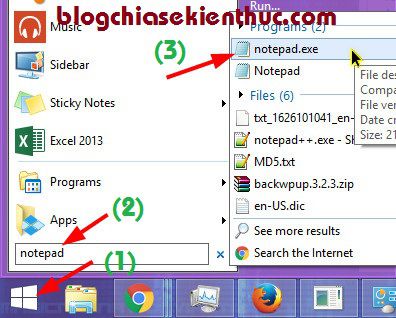 blogchiasekienthuc.com
Music
Sidebar
Sticky Notes
Excel 2013
Programs
Apps
notepad
(1)
(2)
(3)
Run...
Programs (2)
notepad.exe
Notepad
File des
Compa
File ver
Date cr
Size: 21
Files (6)
txt_1626101041_en-
notepad++.exe - Sh
MD5.txt
backwpup.3.2.3.zip
en-US.dic
See more results
Search the Internet